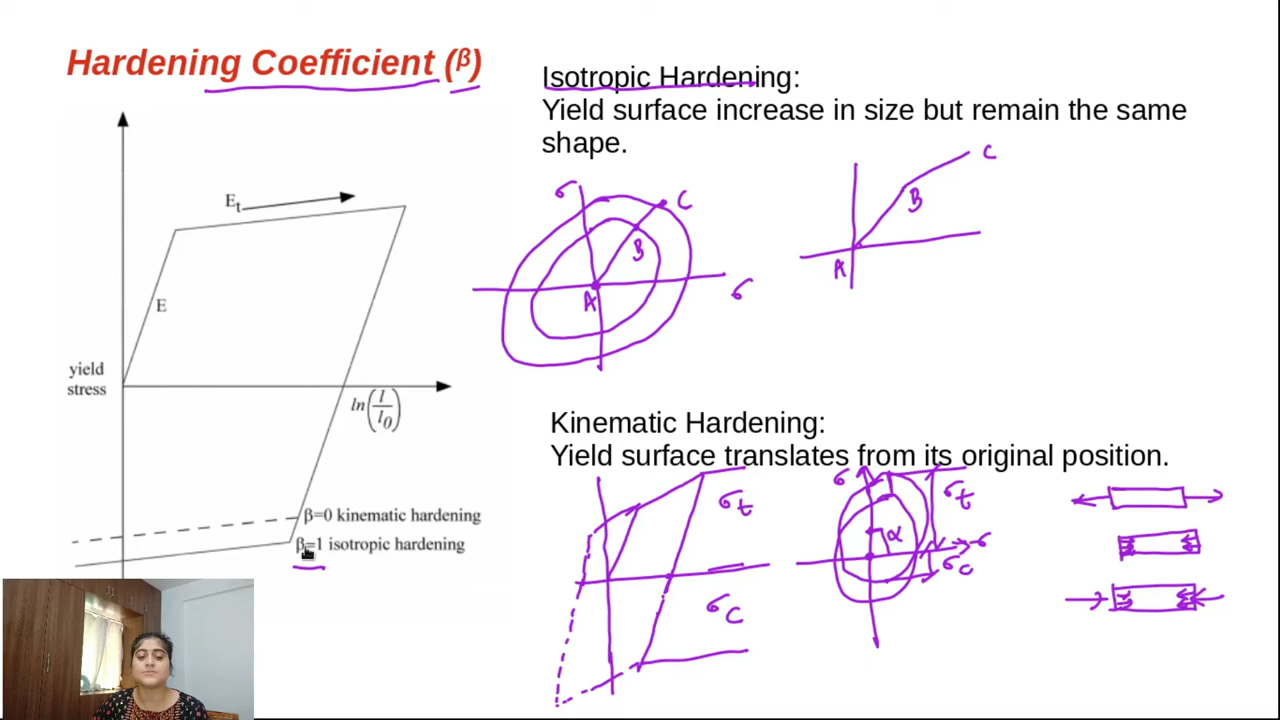 Hardening Coefficient (β)
Isotropic Hardening:
Yield surface increase in size but remain the same
shape.
E_t
E
yield
stress
ln(l/l_0)
β=0 kinematic hardening
β=1 isotropic hardening
σ
C
B
A
σ
C
B
A
Kinematic Hardening:
Yield surface translates from its original position.
σ_t
σ_c
σ
σ_t
α
σ
σ_c